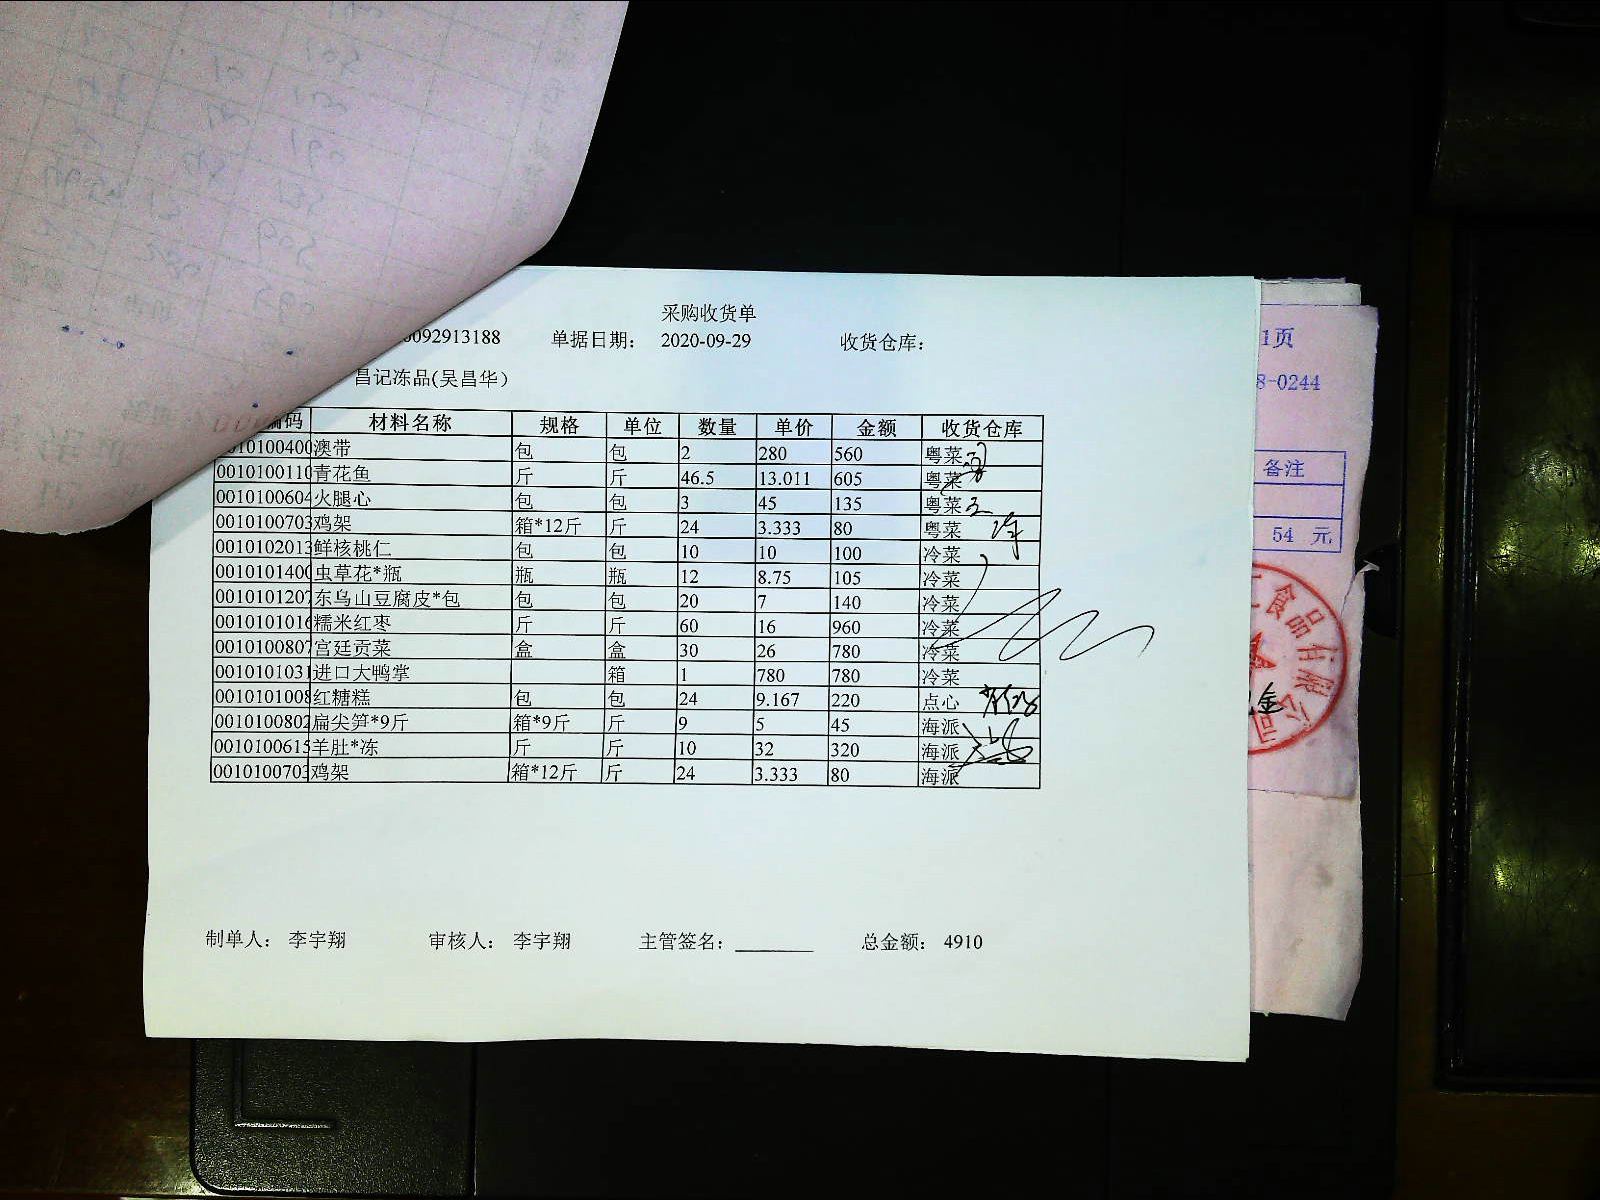 采购收货单
092913188 单据日期: 2020-09-29 收货仓库:
昌记冻品(吴昌华)
编码 材料名称 规格 单位 数量 单价 金额 收货仓库
010100400 澳带 包 包 2 280 560 粤菜
0010100110 青花鱼 斤 斤 46.5 13.011 605 粤菜
0010100604 火腿心 包 包 3 45 135 粤菜
0010100703 鸡架 箱*12斤 斤 24 3.333 80 粤菜
0010102013 鲜核桃仁 包 包 10 10 100 冷菜
0010101400 虫草花*瓶 瓶 瓶 12 8.75 105 冷菜
0010101207 东乌山豆腐皮*包 包 包 20 7 140 冷菜
0010101016 糯米红枣 斤 斤 60 16 960 冷菜
0010100807 宫廷贡菜 盒 盒 30 26 780 冷菜
0010101031 进口大鸭掌 箱 1 780 780 冷菜
0010101008 红糖糕 包 包 24 9.167 220 点心
0010100802 扁尖笋*9斤 箱*9斤 斤 9 5 45 海派
0010100615 羊肚*冻 斤 斤 10 32 320 海派
0010100703 鸡架 箱*12斤 斤 24 3.333 80 海派
制单人: 李宇翔 审核人: 李宇翔 主管签名: 总金额: 4910
1页
8-0244
备注
54 元
食品有限公司